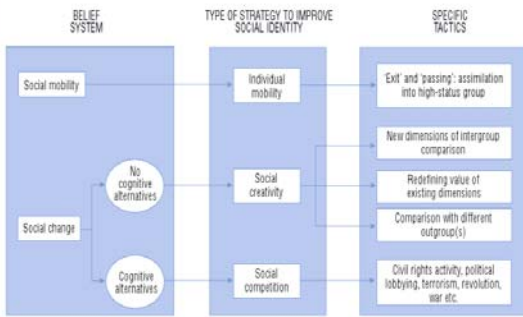 BELIEF
SYSTEM
TYPE OF STRATEGY TO IMPROVE
SOCIAL IDENTITY
SPECIFIC
TACTICS
Social mobility
Individual
mobility
'Exit' and 'passing': assimilation
into high-status group
New dimensions of intergroup
comparison
No
cognitive
alternatives
Social
creativity
Redefining value of
existing dimensions
Social change
Comparison with different
outgroup(s)
Cognitive
alternatives
Social
competition
Civil rights activity, political
lobbying, terrorism, revolution,
war etc.